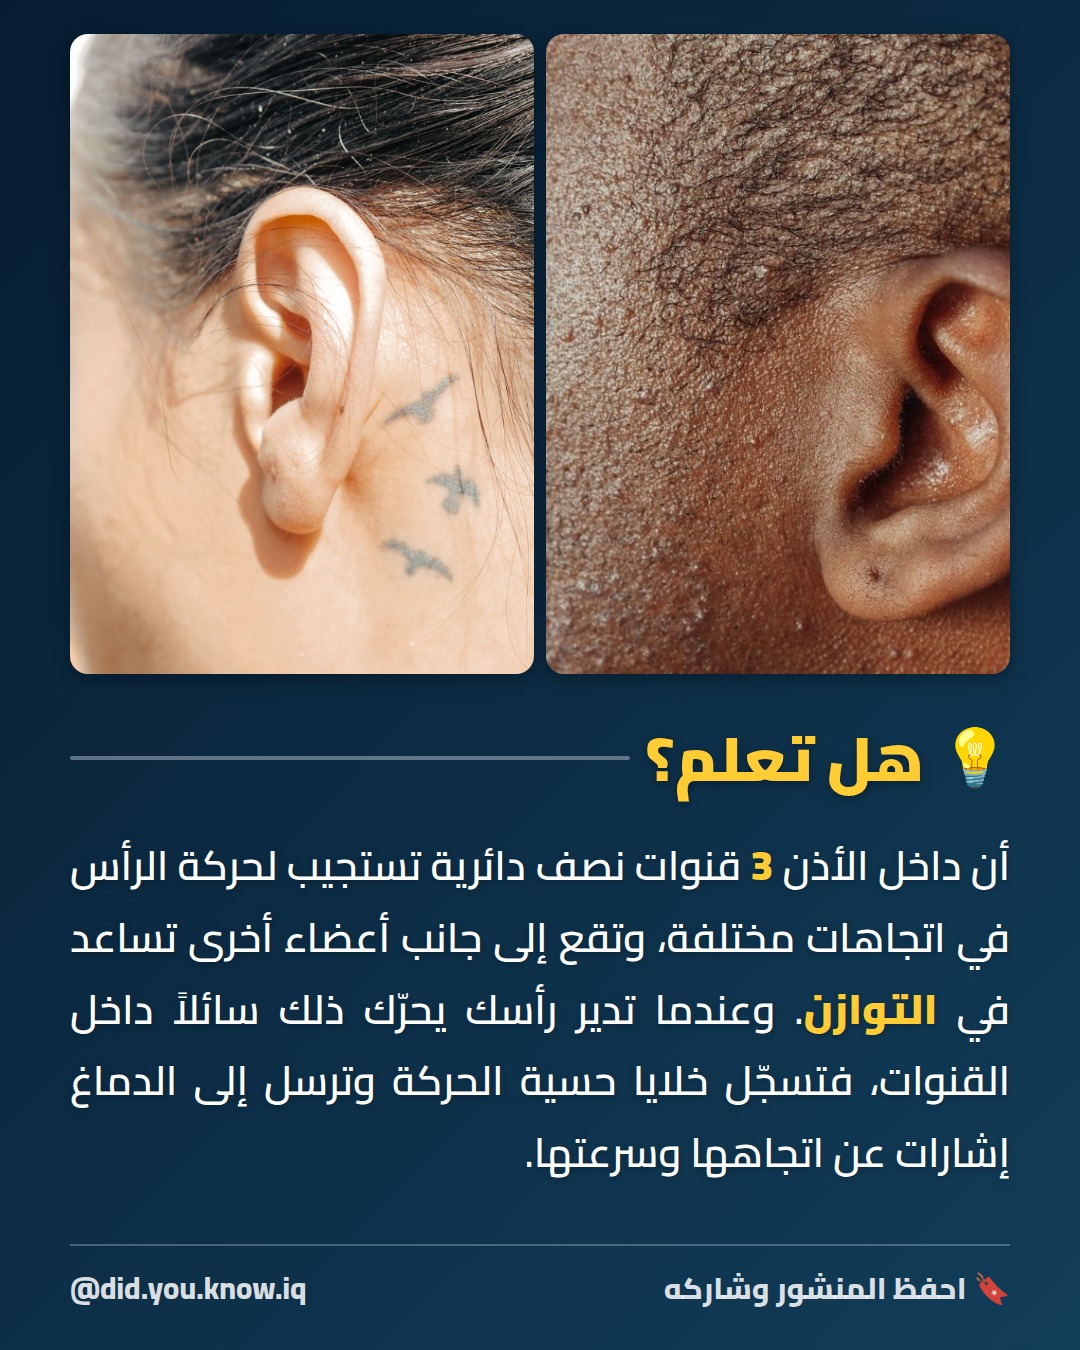 هل تعلم؟
أن داخل الأذن 3 قنوات نصف دائرية تستجيب لحركة الرأس
في اتجاهات مختلفة، وتقع إلى جانب أعضاء أخرى تساعد
في التوازن. وعندما تدير رأسك يحرّك ذلك سائلاً داخل
القنوات، فتسجّل خلايا حسية الحركة وترسل إلى الدماغ
إشارات عن اتجاهها وسرعتها.
احفظ المنشور وشاركه
@did.you.know.iq